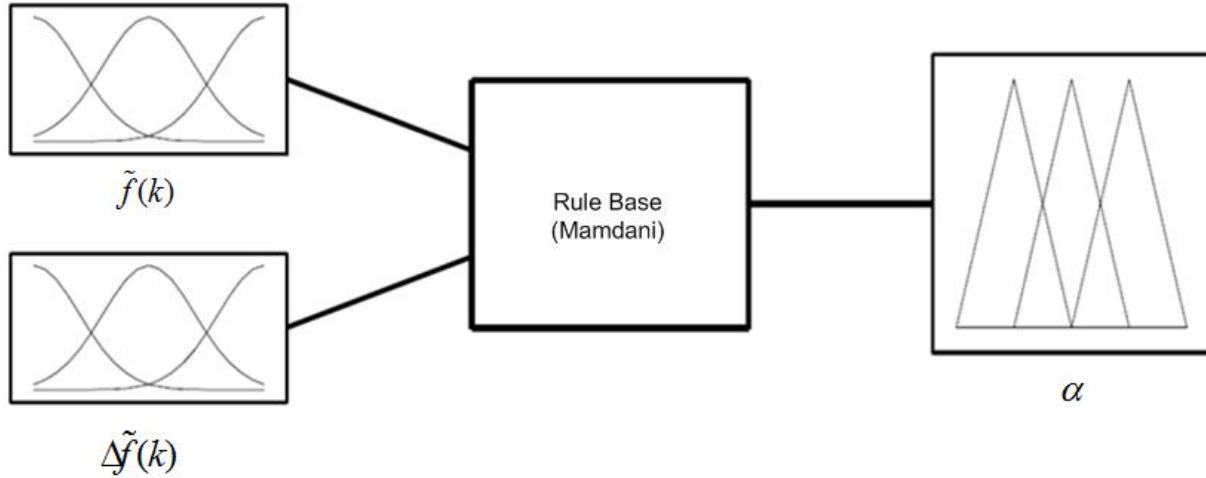 f̃(k)
Rule Base
(Mamdani)
α
Δf̃(k)